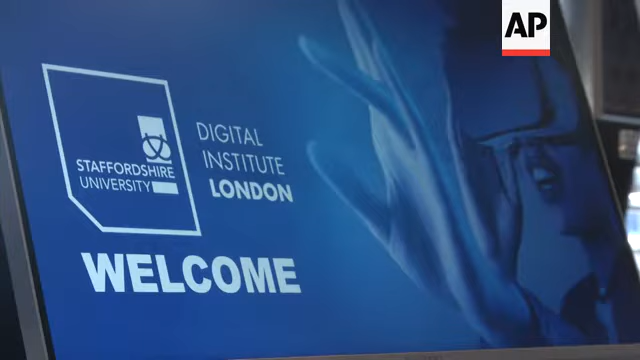 AP
STAFFORDSHIRE
UNIVERSITY
DIGITAL
INSTITUTE
LONDON
WELCOME